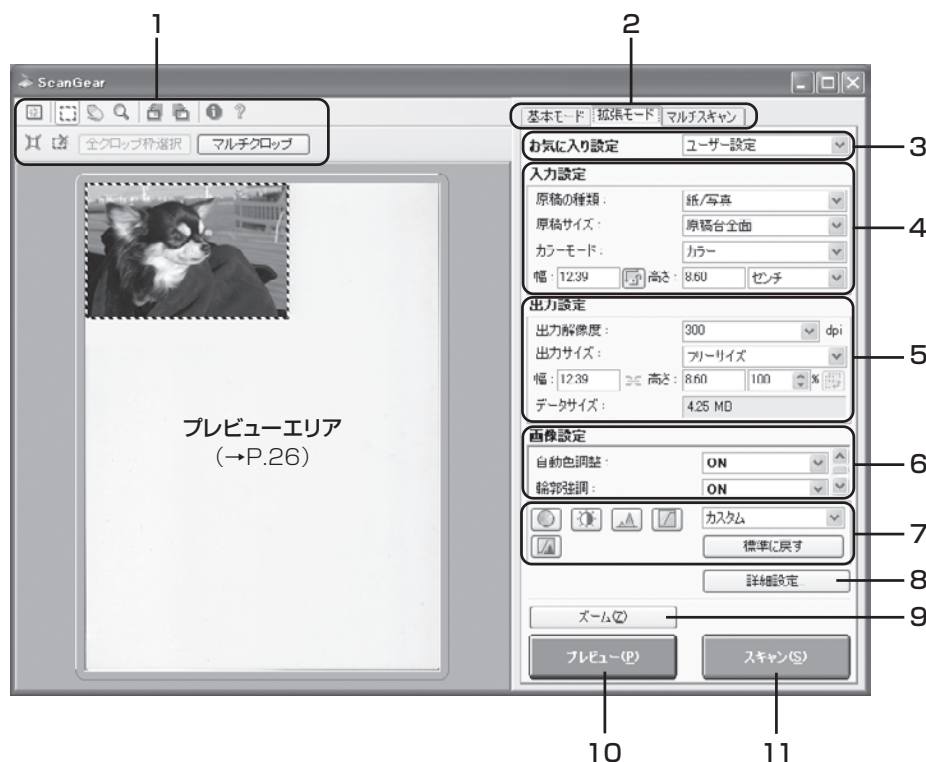 1
2
ScanGear
基本モード
拡張モード
マルチスキャン
全クロップ枠選択
マルチクロップ
お気に入り設定
ユーザー設定
3
入力設定
原稿の種類：
紙/写真
原稿サイズ：
原稿台全面
4
カラーモード：
カラー
幅：
12.39
高さ：
8.60
センチ
出力設定
出力解像度：
300
dpi
出力サイズ：
フリーサイズ
5
幅：
12.39
高さ：
8.60
100
%
データサイズ：
4.25 MB
プレビューエリア
（→P.26）
画像設定
自動色調整：
ON
6
輪郭強調：
ON
カスタム
7
標準に戻す
詳細設定...
8
ズーム(Z)
9
プレビュー(P)
スキャン(S)
10
11